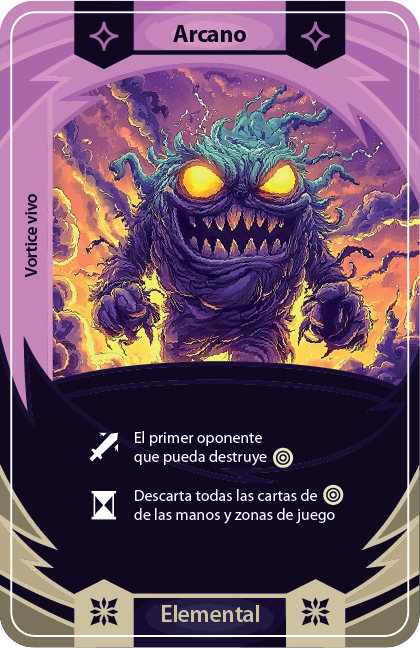 Arcano
Vortice vivo
El primer oponente
que pueda destruye
Descarta todas las cartas de
de las manos y zonas de juego
Elemental